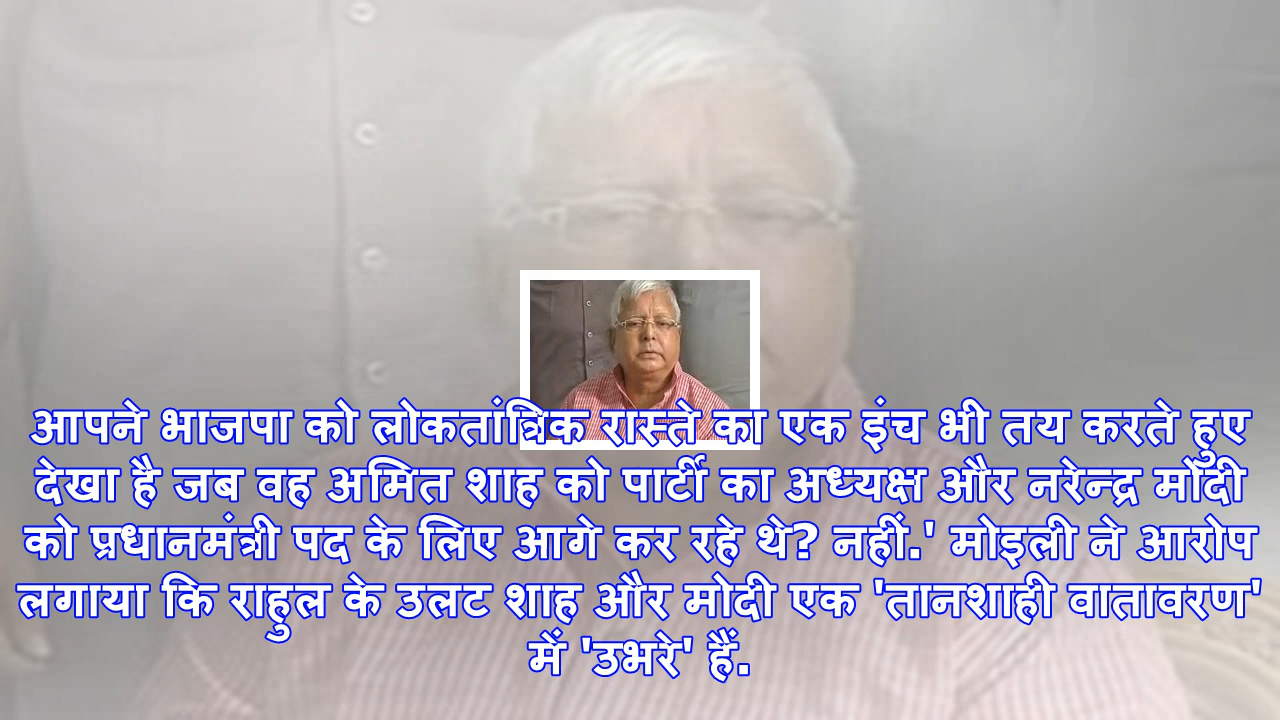 आपने भाजपा को लोकतांत्रिक रास्ते का एक इंच भी तय करते हुए
देखा है जब वह अमित शाह को पार्टी का अध्यक्ष और नरेन्द्र मोदी
को प्रधानमंत्री पद के लिए आगे कर रहे थे? नहीं.' मोइली ने आरोप
लगाया कि राहुल के उलट शाह और मोदी एक 'तानशाही वातावरण'
में 'उभरे' हैं.